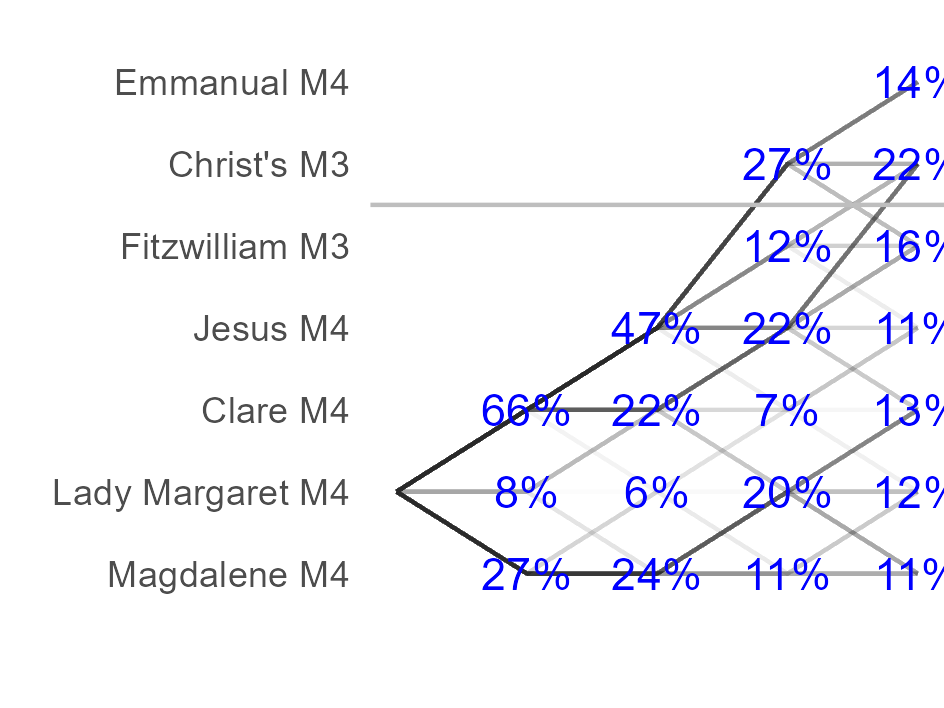 Emmanual M4 14%
Christ's M3 27% 22%
Fitzwilliam M3 12% 16%
Jesus M4 47% 22% 11%
Clare M4 66% 22% 7% 13%
Lady Margaret M4 8% 6% 20% 12%
Magdalene M4 27% 24% 11% 11%